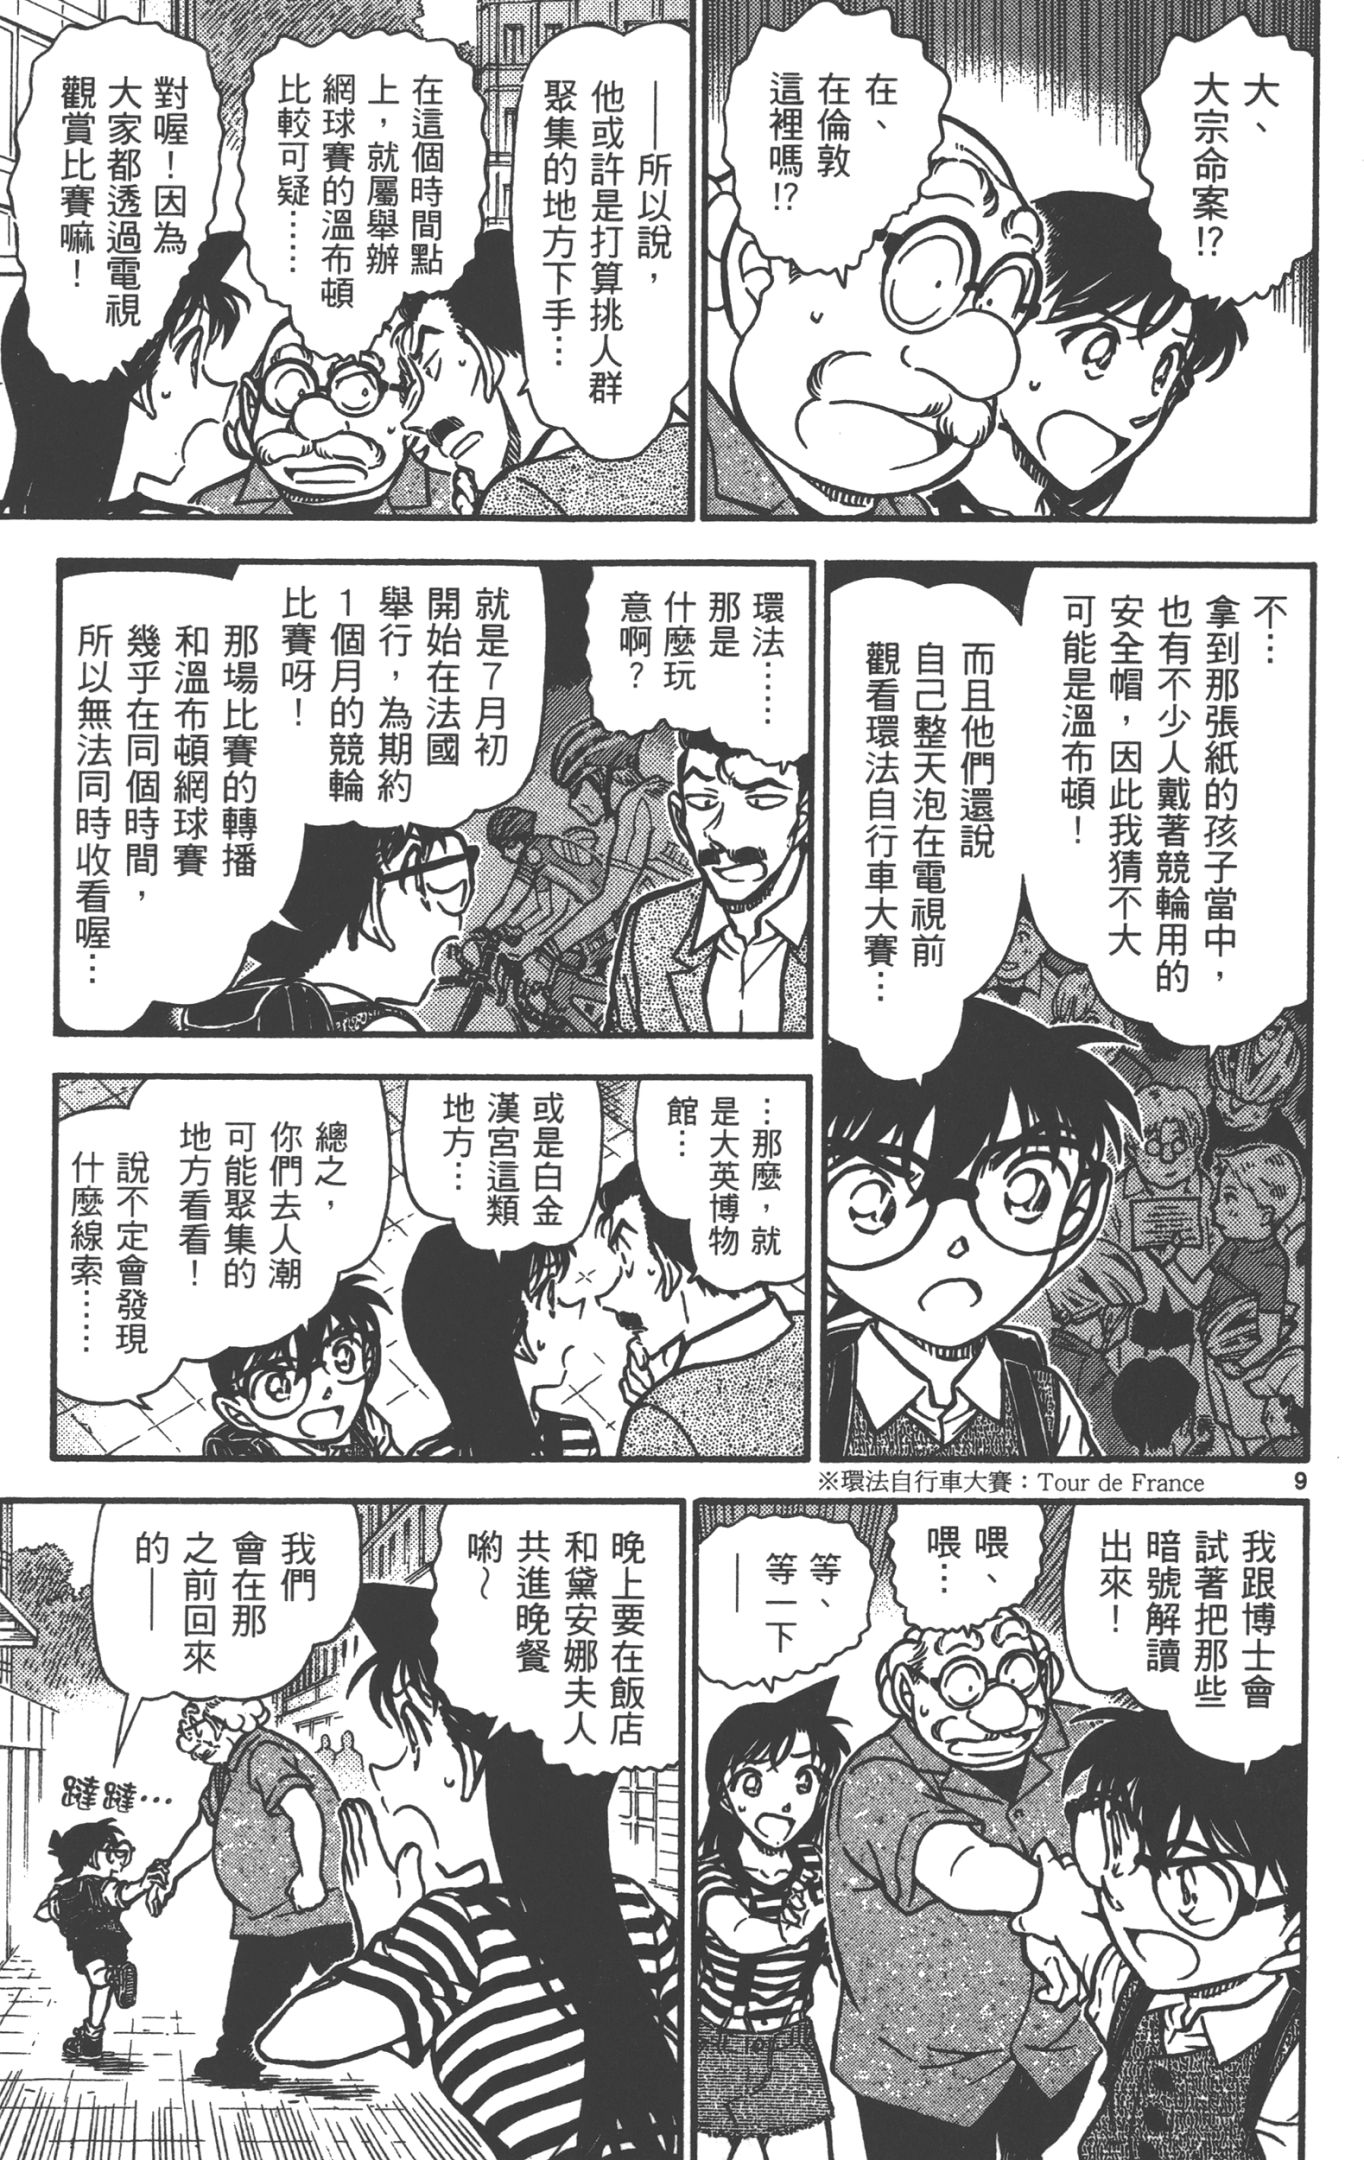 大、
大宗命案!?
在、
在倫敦
這裡嗎!?
——所以說,
他或許是打算挑人群
聚集的地方下手…
在這個時間點
上,就屬舉辦
網球賽的溫布頓
比較可疑……
對喔!因為
大家都透過電視
觀賞比賽嘛!
不…
拿到那張紙的孩子當中,
也有不少人戴著競輪用的
安全帽,因此我猜不大
可能是溫布頓!
而且他們還說
自己整天泡在電視前
觀看環法自行車大賽…
環法……
那是
什麼玩
意啊?
就是7月初
開始在法國
舉行,為期約
1個月的競輪
比賽呀!
那場比賽的轉播
和溫布頓網球賽
幾乎在同個時間,
所以無法同時收看喔…
…那麼,就
是大英博物
館…
或是白金
漢宮這類
地方…
總之,
你們去人潮
可能聚集的
地方看看!
說不定會發現
什麼線索……
※環法自行車大賽:Tour de France
9
我跟博士會
試著把那些
暗號解讀
出來!
喂、
喂…
等、
等一下
——
晚上要在飯店
和黛安娜夫人
共進晚餐
喲~
我們
會在那
之前回來
的——
躂躂…